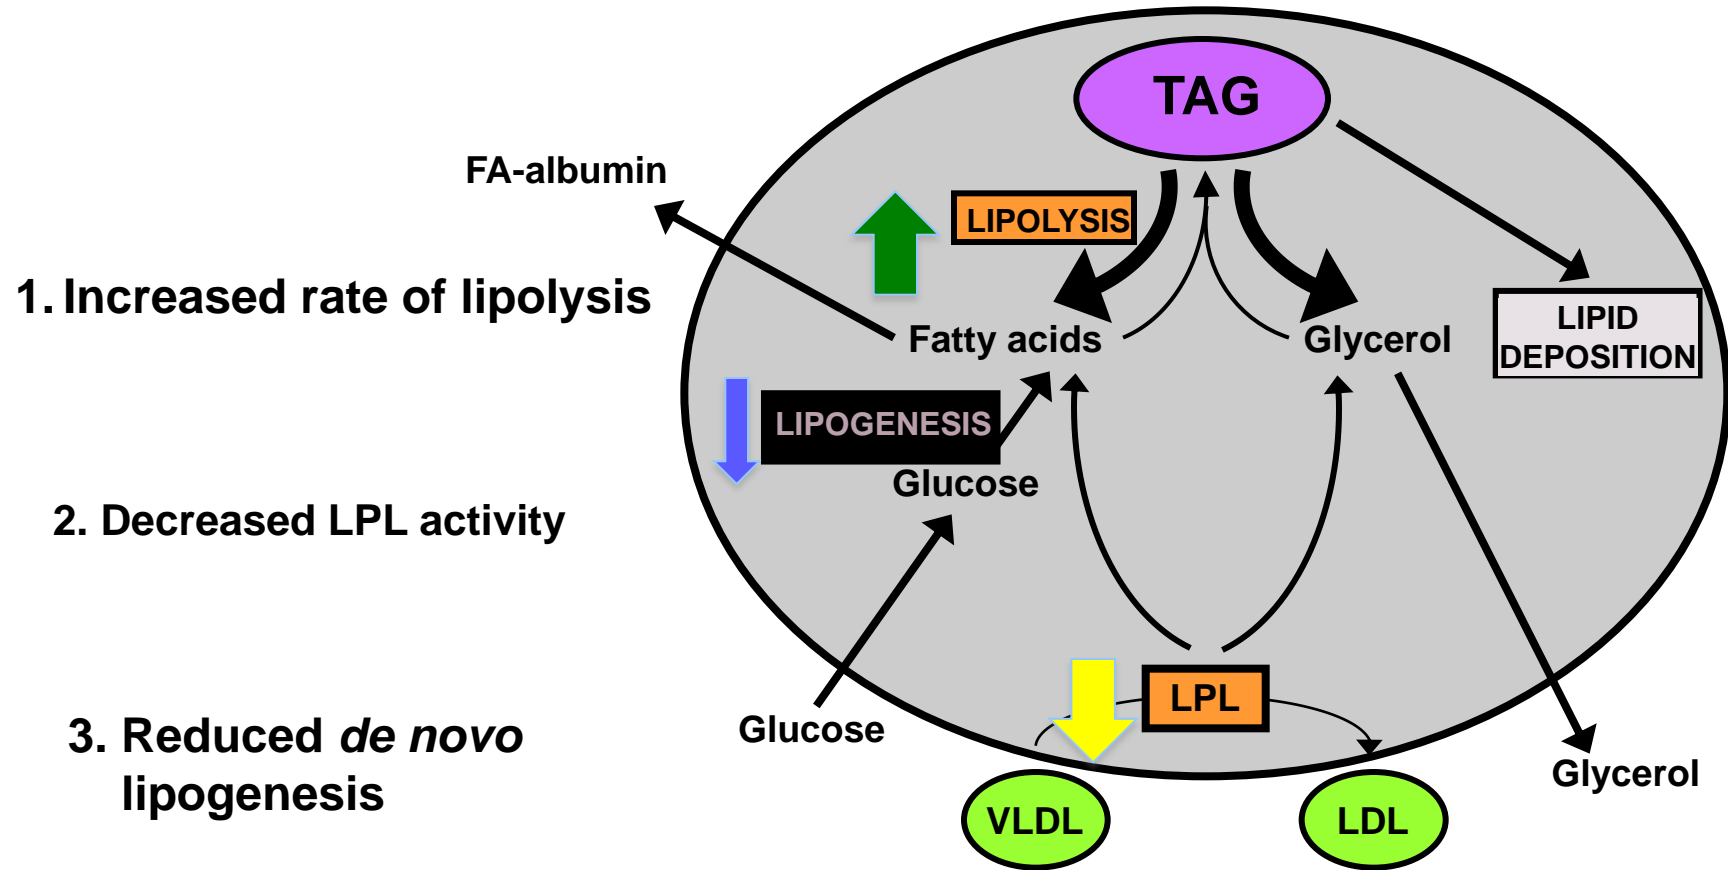 TAG
FA-albumin
LIPOLYSIS
1. Increased rate of lipolysis
Fatty acids
Glycerol
LIPID
DEPOSITION
LIPOGENESIS
Glucose
2. Decreased LPL activity
LPL
3. Reduced de novo
lipogenesis
Glucose
Glycerol
VLDL
LDL